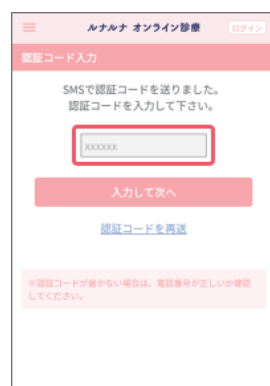 ルナルナ オンライン診療
ログイン
認証コード入力
SMSで認証コードを送りました。
認証コードを入力して下さい。
xxxxxx
入力して次へ
認証コードを再送
※認証コードが届かない場合は、電話番号が正しいか確認
してください。